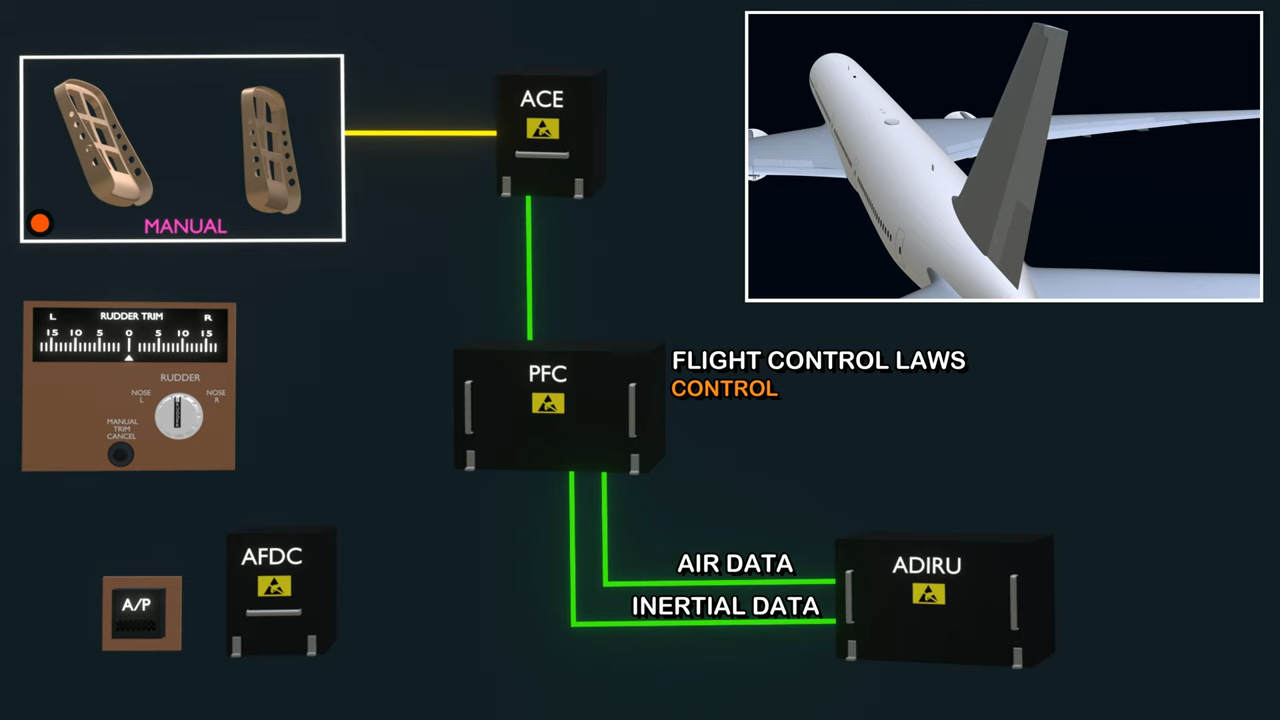 ACE
MANUAL
L RUDDER TRIM R
15 10 5 0 5 10 15
RUDDER
NOSE
L
NOSE
R
MANUAL
TRIM
CANCEL
PFC
FLIGHT CONTROL LAWS
CONTROL
AFDC
A/P
AIR DATA
INERTIAL DATA
ADIRU